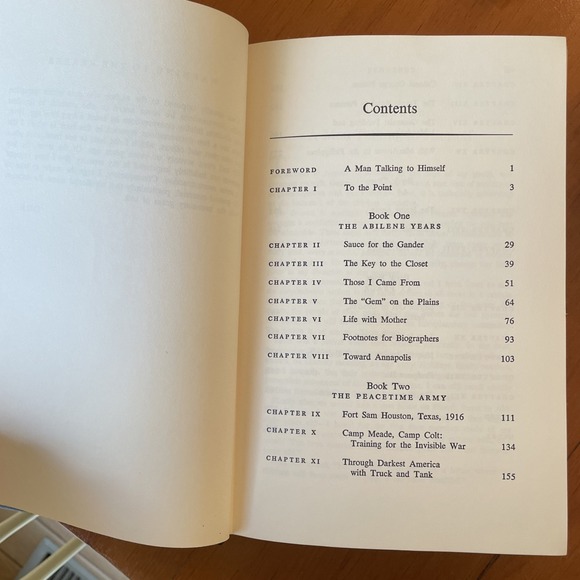 Contents
FOREWORD A Man Talking to Himself 1
CHAPTER I To the Point 3
Book One
THE ABILENE YEARS
CHAPTER II Sauce for the Gander 29
CHAPTER III The Key to the Closet 39
CHAPTER IV Those I Came From 51
CHAPTER V The "Gem" on the Plains 64
CHAPTER VI Life with Mother 76
CHAPTER VII Footnotes for Biographers 93
CHAPTER VIII Toward Annapolis 103
Book Two
THE PEACETIME ARMY
CHAPTER IX Fort Sam Houston, Texas, 1916 111
CHAPTER X Camp Meade, Camp Colt:
Training for the Invisible War 134
CHAPTER XI Through Darkest America
with Truck and Tank 155